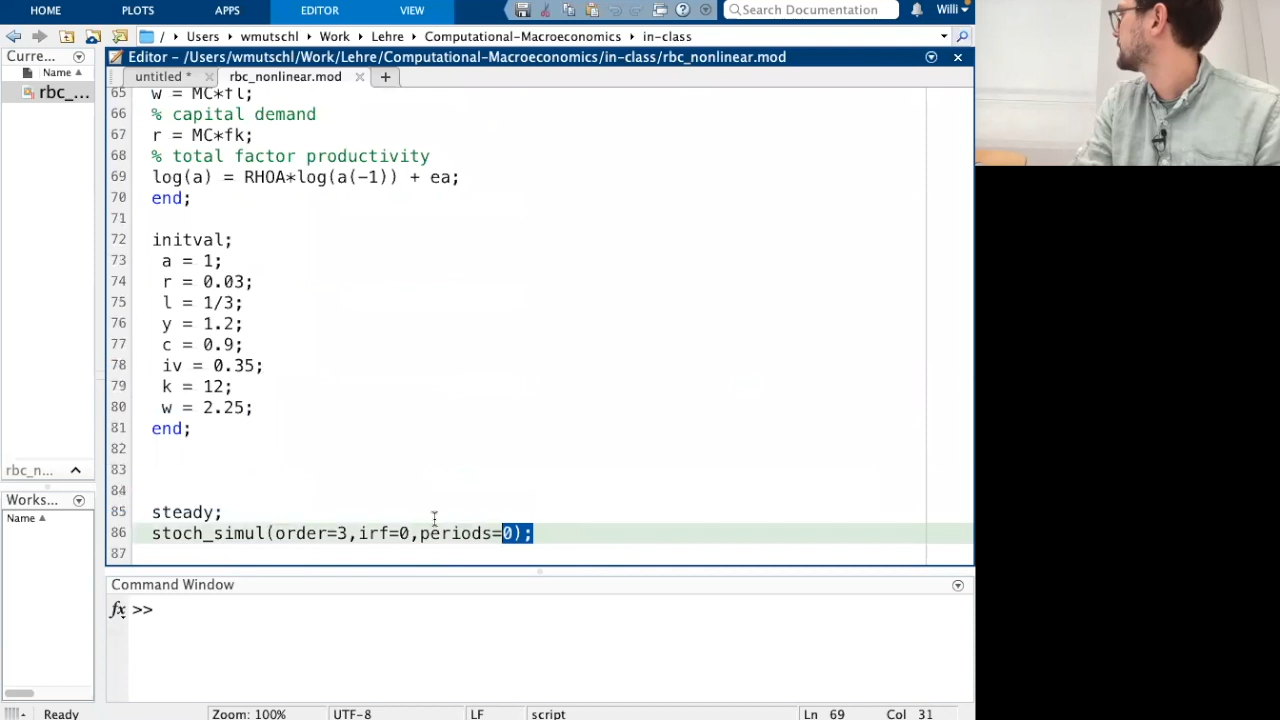 HOME PLOTS APPS EDITOR VIEW Search Documentation Willi
/ Users wmutschl Work Lehre Computational-Macroeconomics in-class
Curre...
Name
rbc_...
rbc_n...
Works...
Name
Editor - /Users/wmutschl/Work/Lehre/Computational-Macroeconomics/in-class/rbc_nonlinear.mod
untitled * rbc_nonlinear.mod +
65 w = MC*fl;
66 % capital demand
67 r = MC*fk;
68 % total factor productivity
69 log(a) = RHOA*log(a(-1)) + ea;
70 end;
71
72 initval;
73 a = 1;
74 r = 0.03;
75 l = 1/3;
76 y = 1.2;
77 c = 0.9;
78 iv = 0.35;
79 k = 12;
80 w = 2.25;
81 end;
82
83
84
85 steady;
86 stoch_simul(order=3,irf=0,periods=0);
87
Command Window
fx >>
Ready Zoom: 100% UTF-8 LF script Ln 69 Col 31